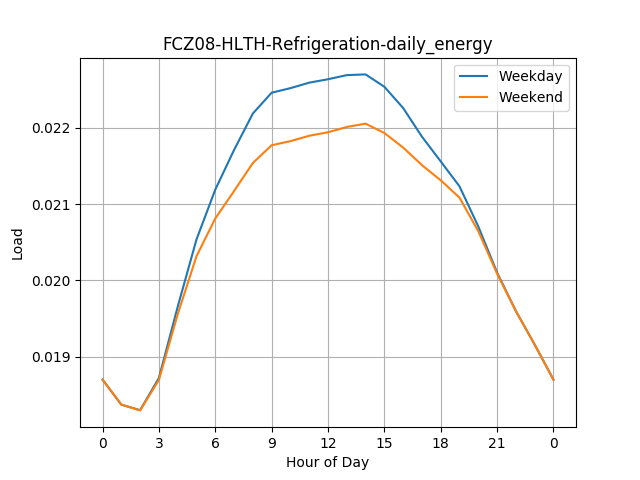 FCZ08-HLTH-Refrigeration-daily_energy
Weekday
Weekend
0.022
0.021
0.020
0.019
Load
0 3 6 9 12 15 18 21 0
Hour of Day